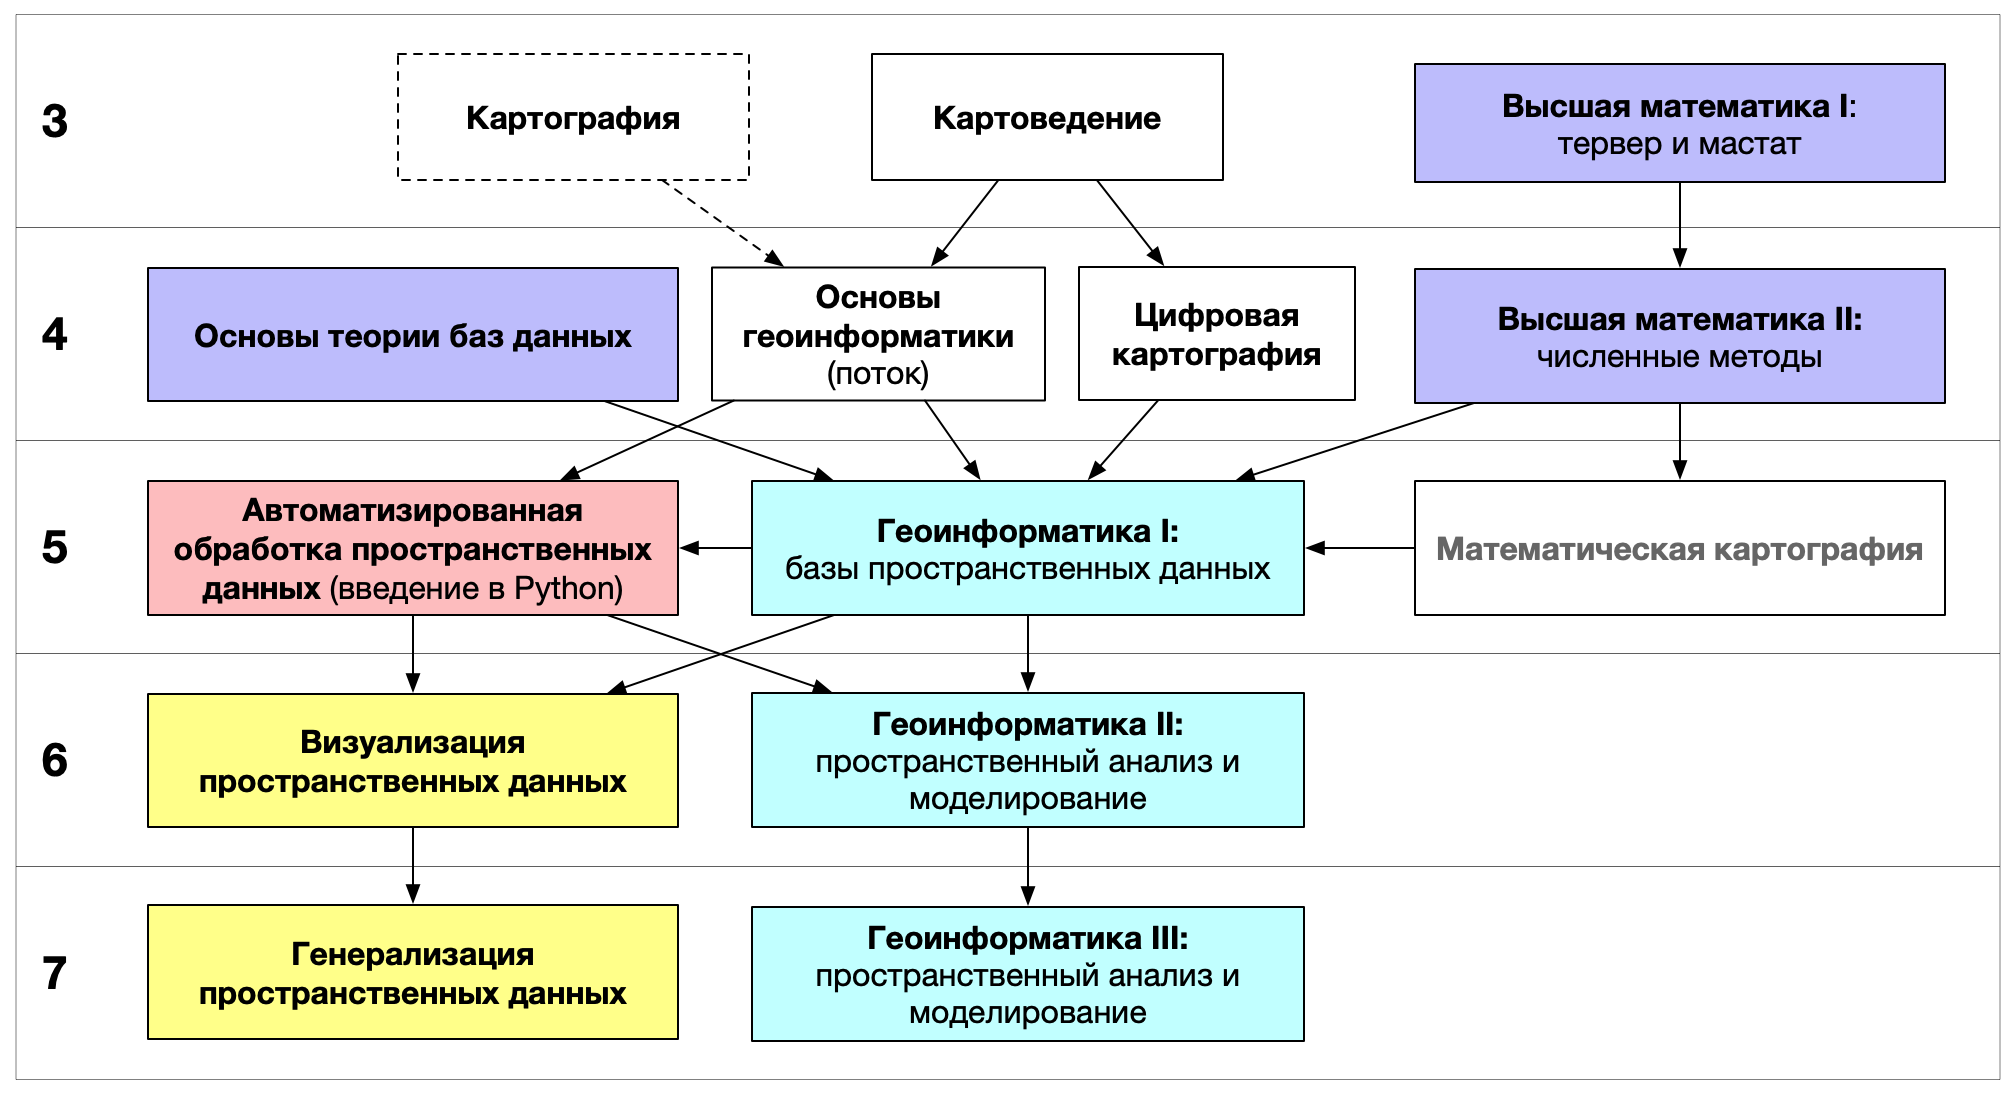 3
Картография
Картоведение
Высшая математика I:
тервер и мастат
4
Основы теории баз данных
Основы
геоинформатики
(поток)
Цифровая
картография
Высшая математика II:
численные методы
5
Автоматизированная
обработка пространственных
данных (введение в Python)
Геоинформатика I:
базы пространственных данных
Математическая картография
6
Визуализация
пространственных данных
Геоинформатика II:
пространственный анализ и
моделирование
7
Генерализация
пространственных данных
Геоинформатика III:
пространственный анализ и
моделирование